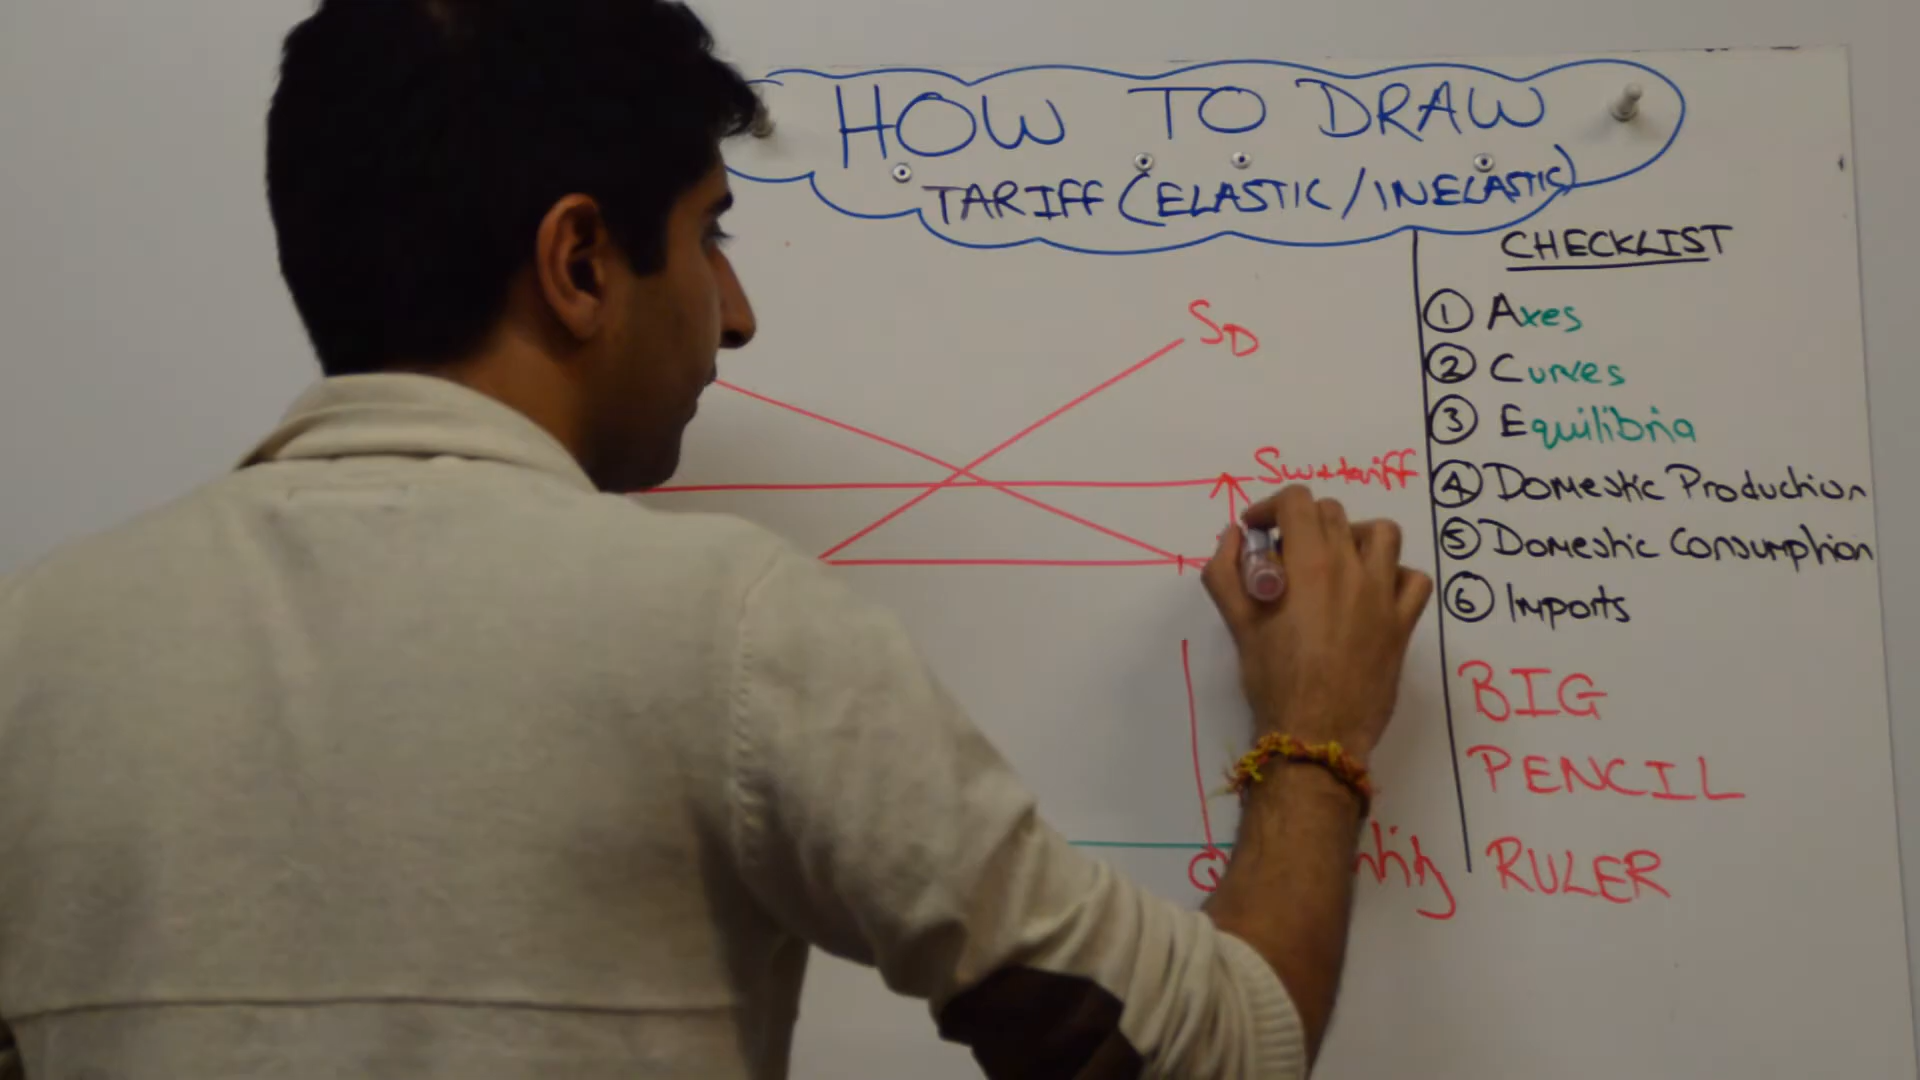 HOW TO DRAW
TARIFF (ELASTIC/INELASTIC)
CHECKLIST
1 Axes
2 Curves
3 Equilibria
4 Domestic Production
5 Domestic Consumption
6 Imports
BIG
PENCIL
RULER
SD
Sw+tariff